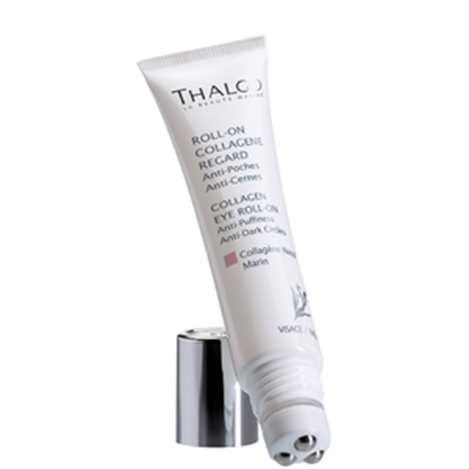 THALGO
LA BEAUTÉ MARINE
ROLL-ON
COLLAGÈNE
REGARD
Anti-Poches
Anti-Cernes
COLLAGEN
EYE ROLL-ON
Anti-Puffiness
Anti-Dark Circles
Collagène
Marin
VISAGE /